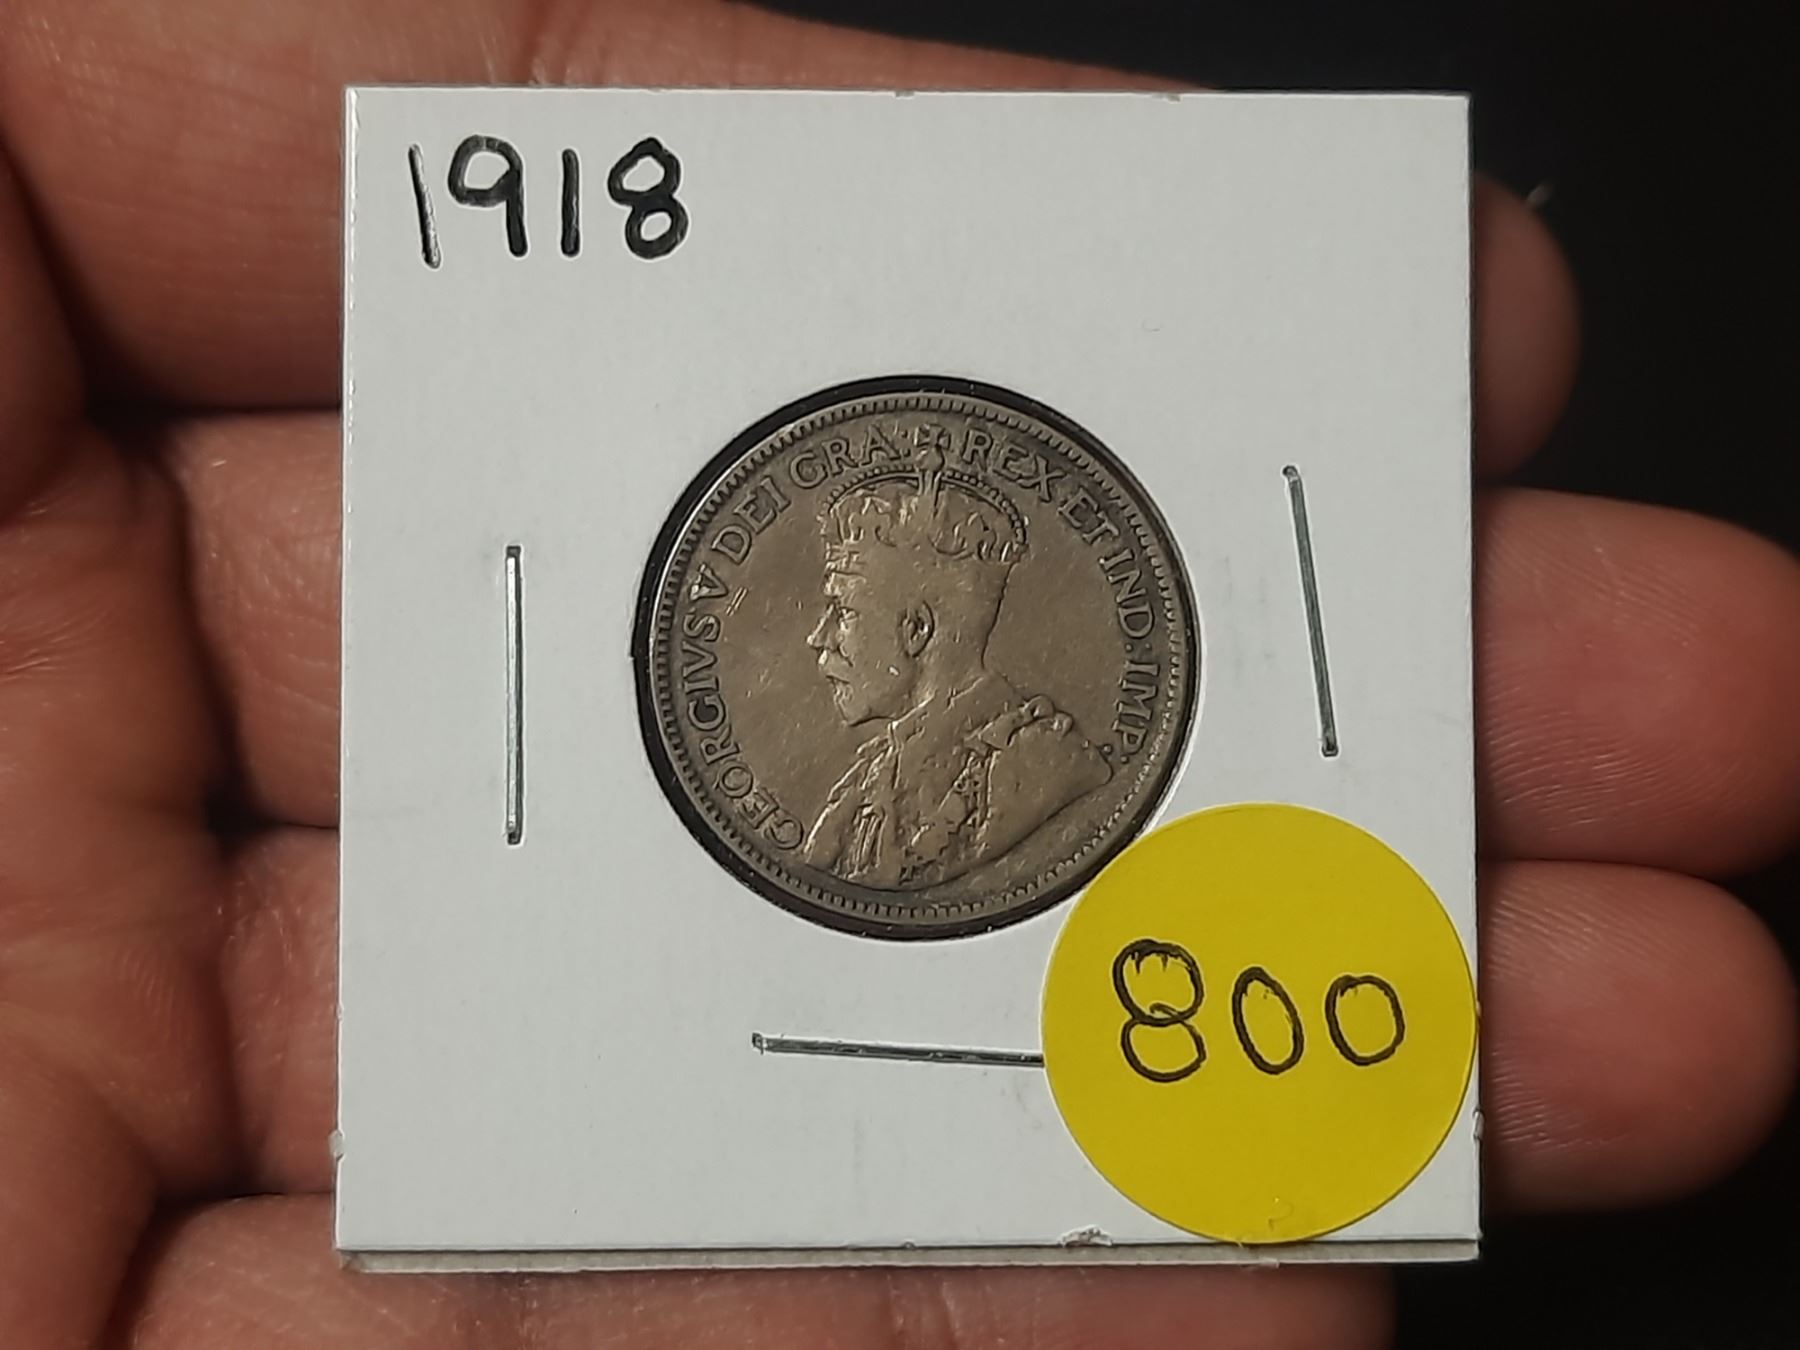 1918
GEORGIVS V DEI GRA: REX ET IND: IMP:
800